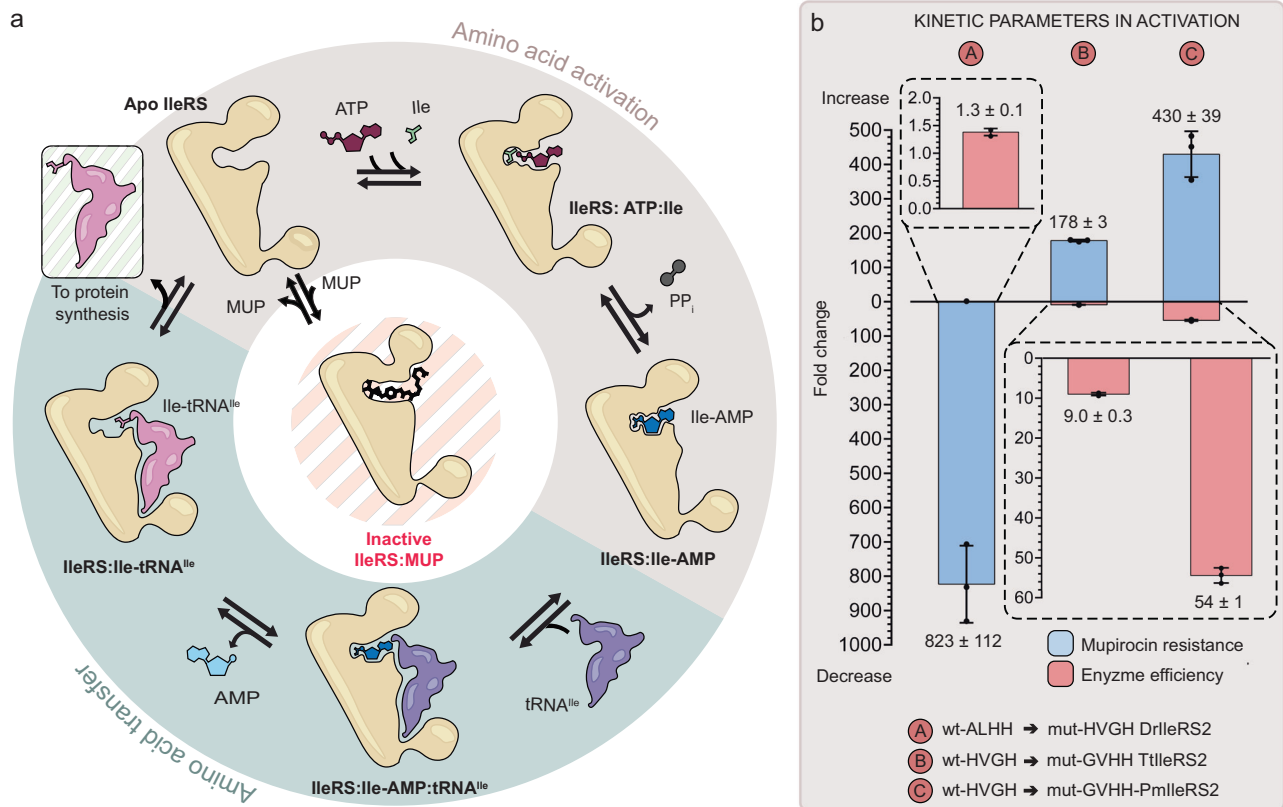 a
Amino acid activation
Apo IleRS
ATP
Ile
IleRS: ATP:Ile
PPi
Ile-AMP
IleRS:Ile-AMP
tRNAIle
IleRS:Ile-AMP:tRNAIle
AMP
Amino acid transfer
IleRS:Ile-tRNAIle
Ile-tRNAIle
To protein
synthesis
MUP
MUP
Inactive
IleRS:MUP
b
KINETIC PARAMETERS IN ACTIVATION
A
B
C
Increase
500
400
300
200
100
0
100
200
300
400
500
600
700
800
900
1000
Decrease
Fold change
2.0
1.5
1.0
0.5
0.0
1.3 ± 0.1
178 ± 3
430 ± 39
823 ± 112
0
10
20
30
40
50
60
9.0 ± 0.3
54 ± 1
Mupirocin resistance
Enyzme efficiency
A wt-ALHH ➔ mut-HVGH DrIleRS2
B wt-HVGH ➔ mut-GVHH TtIleRS2
C wt-HVGH ➔ mut-GVHH-PmIleRS2